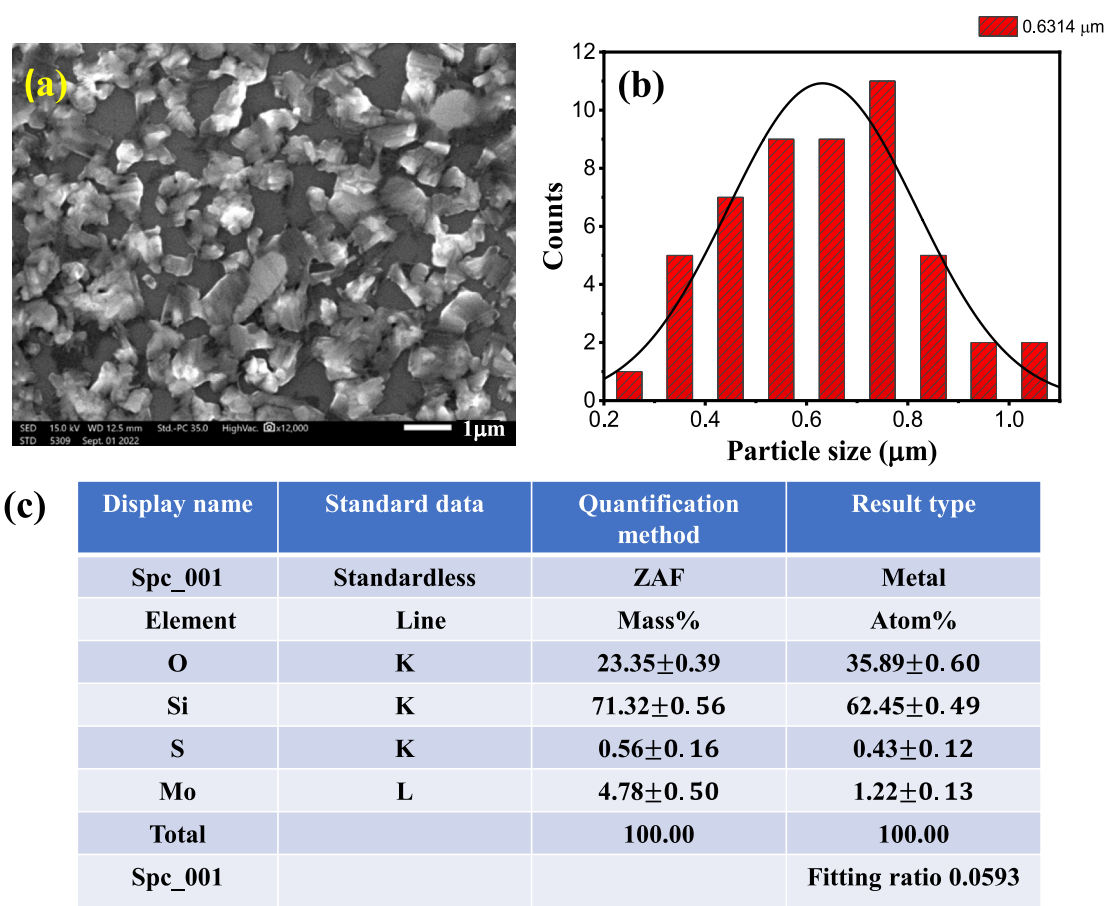 0.6314 μm
(a)
SED 15.0 kV WD 12.5 mm Std.-PC 35.0 HighVac. x12,000
STD 5309 Sept. 01 2022
1μm
(b)
12
10
8
6
4
2
0
Counts
0.2 0.4 0.6 0.8 1.0
Particle size (μm)
(c)
Display name Standard data Quantification method Result type
Spc_001 Standardless ZAF Metal
Element Line Mass% Atom%
O K 23.35±0.39 35.89±0.60
Si K 71.32±0.56 62.45±0.49
S K 0.56±0.16 0.43±0.12
Mo L 4.78±0.50 1.22±0.13
Total 100.00 100.00
Spc_001 Fitting ratio 0.0593